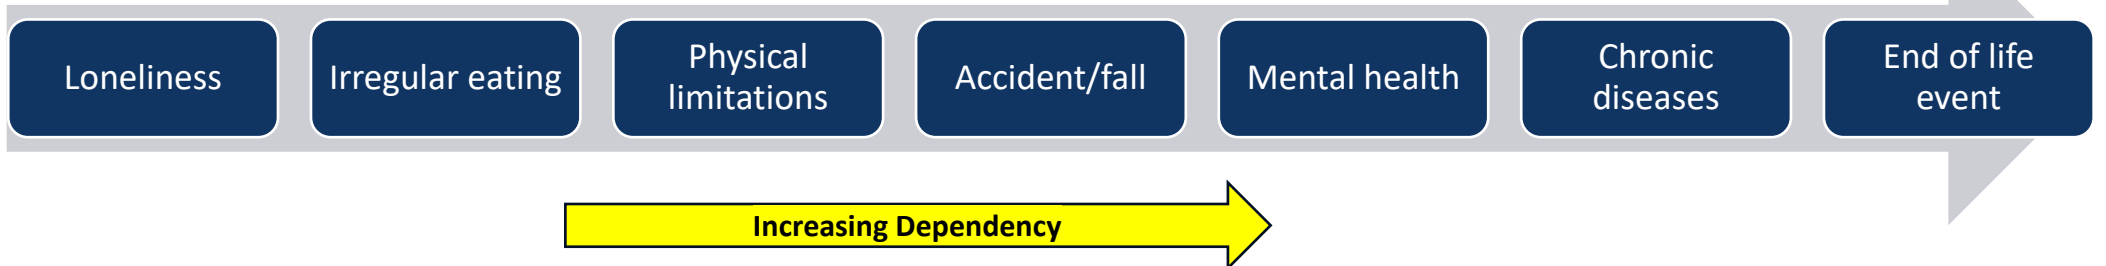 Loneliness
Irregular eating
Physical
limitations
Accident/fall
Mental health
Chronic
diseases
End of life
event
Increasing Dependency